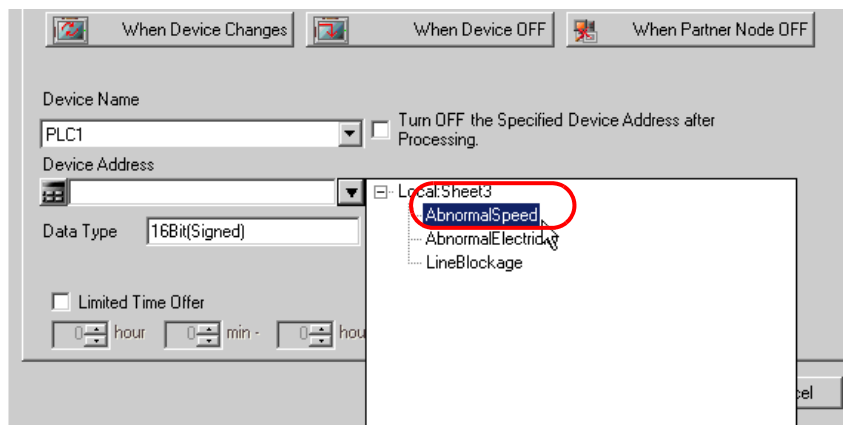 When Device Changes When Device OFF When Partner Node OFF
Device Name
PLC1
Turn OFF the Specified Device Address after
Processing.
Device Address
Local:Sheet3
AbnormalSpeed
Data Type 16Bit(Signed)
LineBlockage
Limited Time Offer
0 hour 0 min - 0